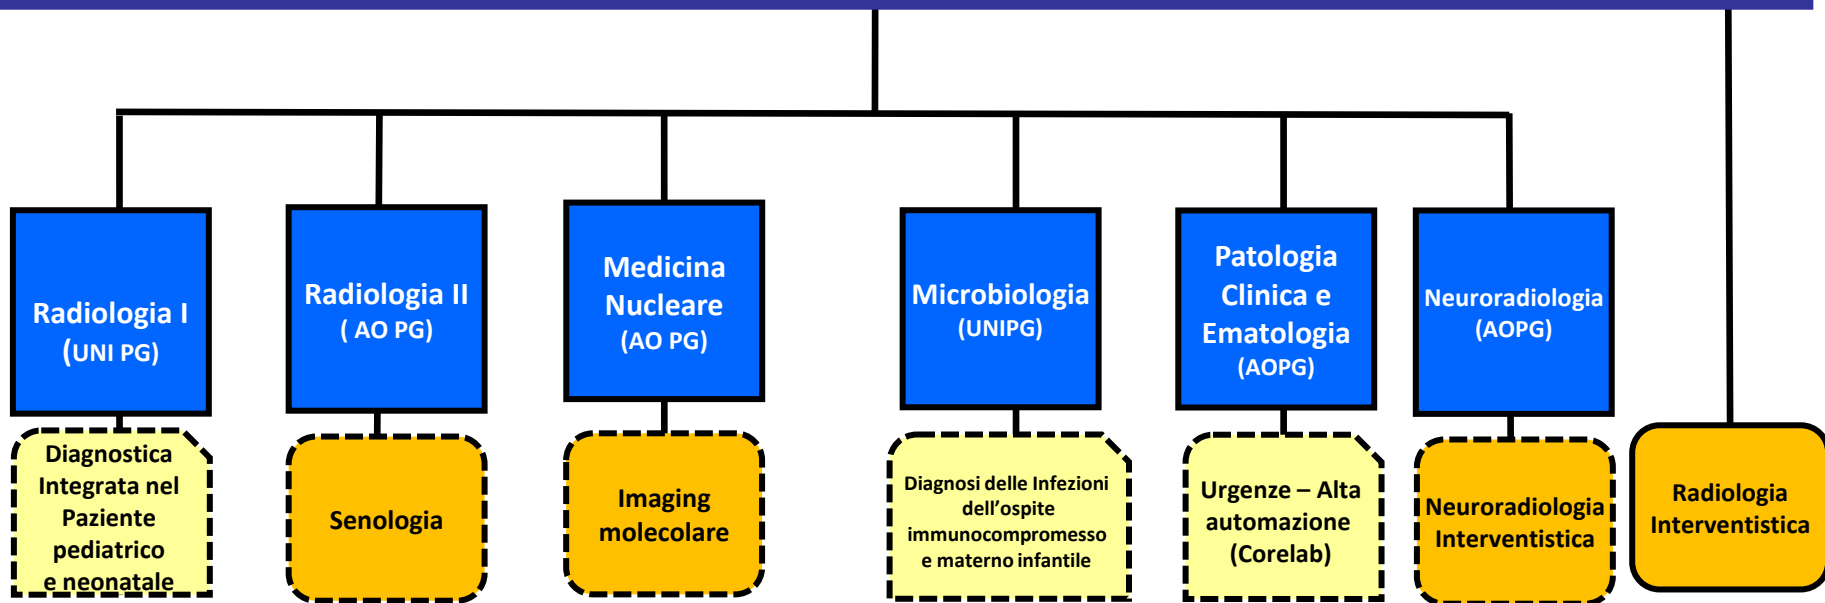 Radiologia I
(UNI PG)
Radiologia II
( AO PG)
Medicina
Nucleare
(AO PG)
Microbiologia
(UNIPG)
Patologia
Clinica e
Ematologia
(AOPG)
Neuroradiologia
(AOPG)
Diagnostica
Integrata nel
Paziente
pediatrico
e neonatale
Senologia
Imaging
molecolare
Diagnosi delle Infezioni
dell’ospite
immunocompromesso
e materno infantile
Urgenze – Alta
automazione
(Corelab)
Neuroradiologia
Interventistica
Radiologia
Interventistica